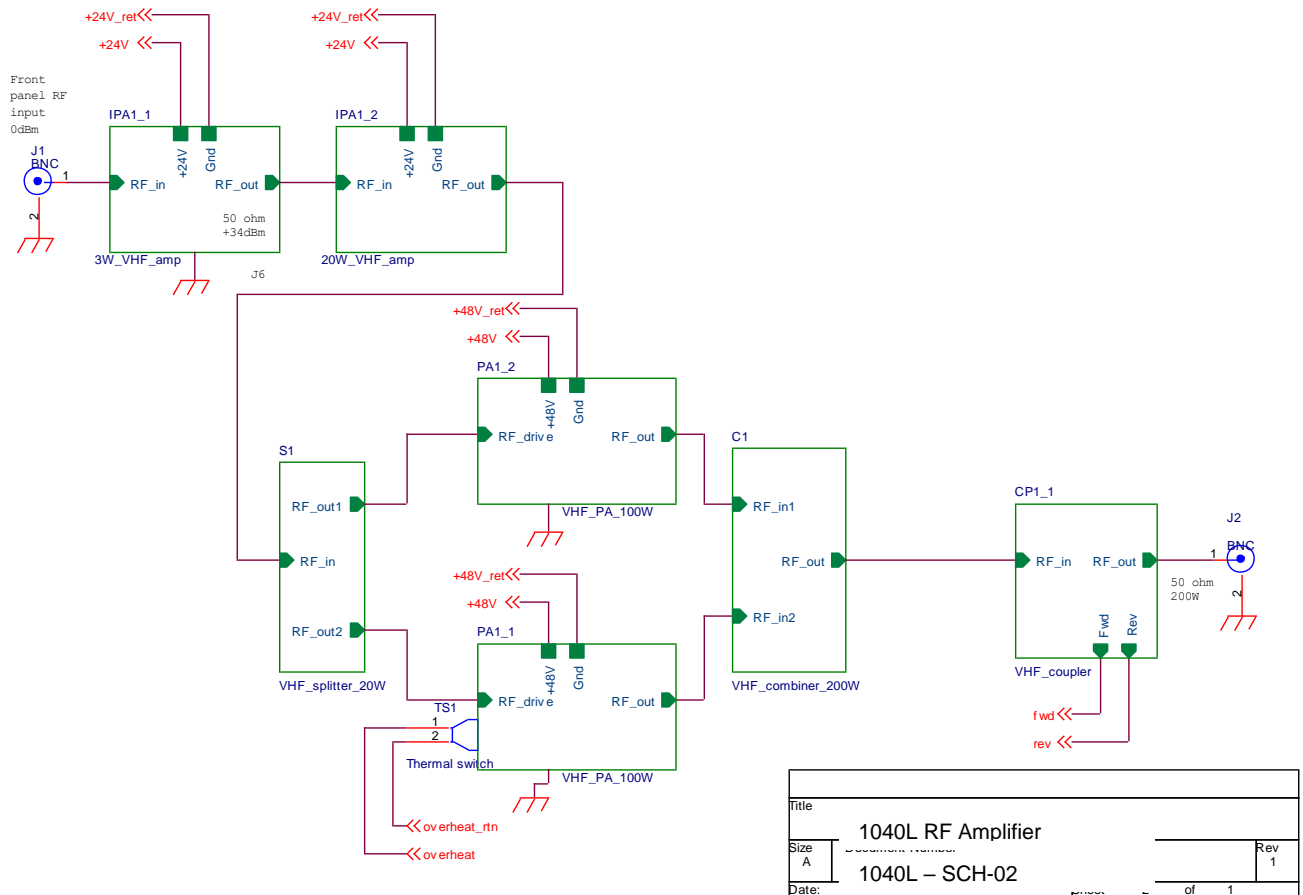 +24V_ret
+24V
+24V_ret
+24V
Front
panel RF
input
0dBm
J1
BNC
1
2
IPA1_1
+24V
Gnd
RF_in
RF_out
50 ohm
+34dBm
3W_VHF_amp
J6
IPA1_2
+24V
Gnd
RF_in
RF_out
20W_VHF_amp
+48V_ret
+48V
PA1_2
+48V
Gnd
RF_drive
RF_out
VHF_PA_100W
S1
RF_out1
RF_in
RF_out2
VHF_splitter_20W
+48V_ret
+48V
PA1_1
+48V
Gnd
RF_drive
RF_out
VHF_PA_100W
TS1
1
2
Thermal switch
overheat_rtn
overheat
C1
RF_in1
RF_out
RF_in2
VHF_combiner_200W
CP1_1
RF_in
RF_out
Fwd
Rev
VHF_coupler
fwd
rev
J2
BNC
1
2
50 ohm
200W
Title
1040L RF Amplifier
Size
A
1040L – SCH-02
Rev
1
Date:
of 1